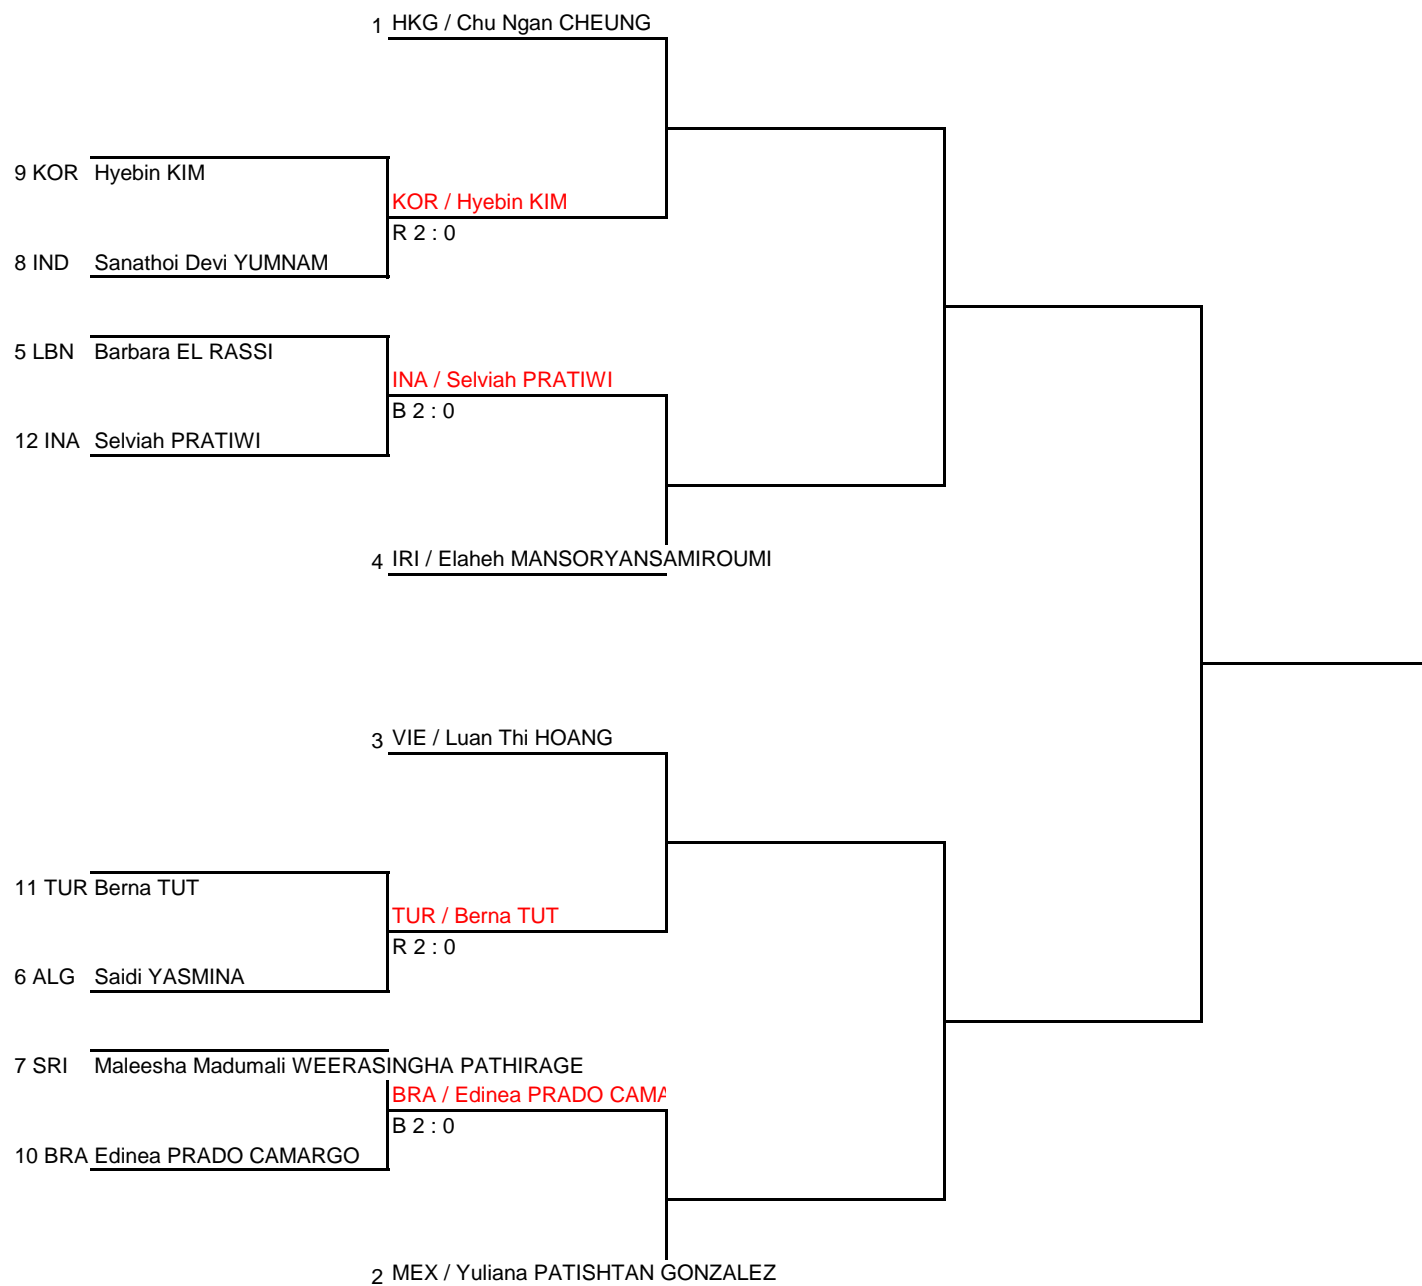 1 HKG / Chu Ngan CHEUNG
9 KOR Hyebin KIM
KOR / Hyebin KIM
R 2 : 0
8 IND Sanathoi Devi YUMNAM
5 LBN Barbara EL RASSI
INA / Selviah PRATIWI
B 2 : 0
12 INA Selviah PRATIWI
4 IRI / Elaheh MANSORYANSAMIROUMI
3 VIE / Luan Thi HOANG
11 TUR Berna TUT
TUR / Berna TUT
R 2 : 0
6 ALG Saidi YASMINA
7 SRI Maleesha Madumali WEERASINGHA PATHIRAGE
BRA / Edinea PRADO CAMA
B 2 : 0
10 BRA Edinea PRADO CAMARGO
2 MEX / Yuliana PATISHTAN GONZALEZ